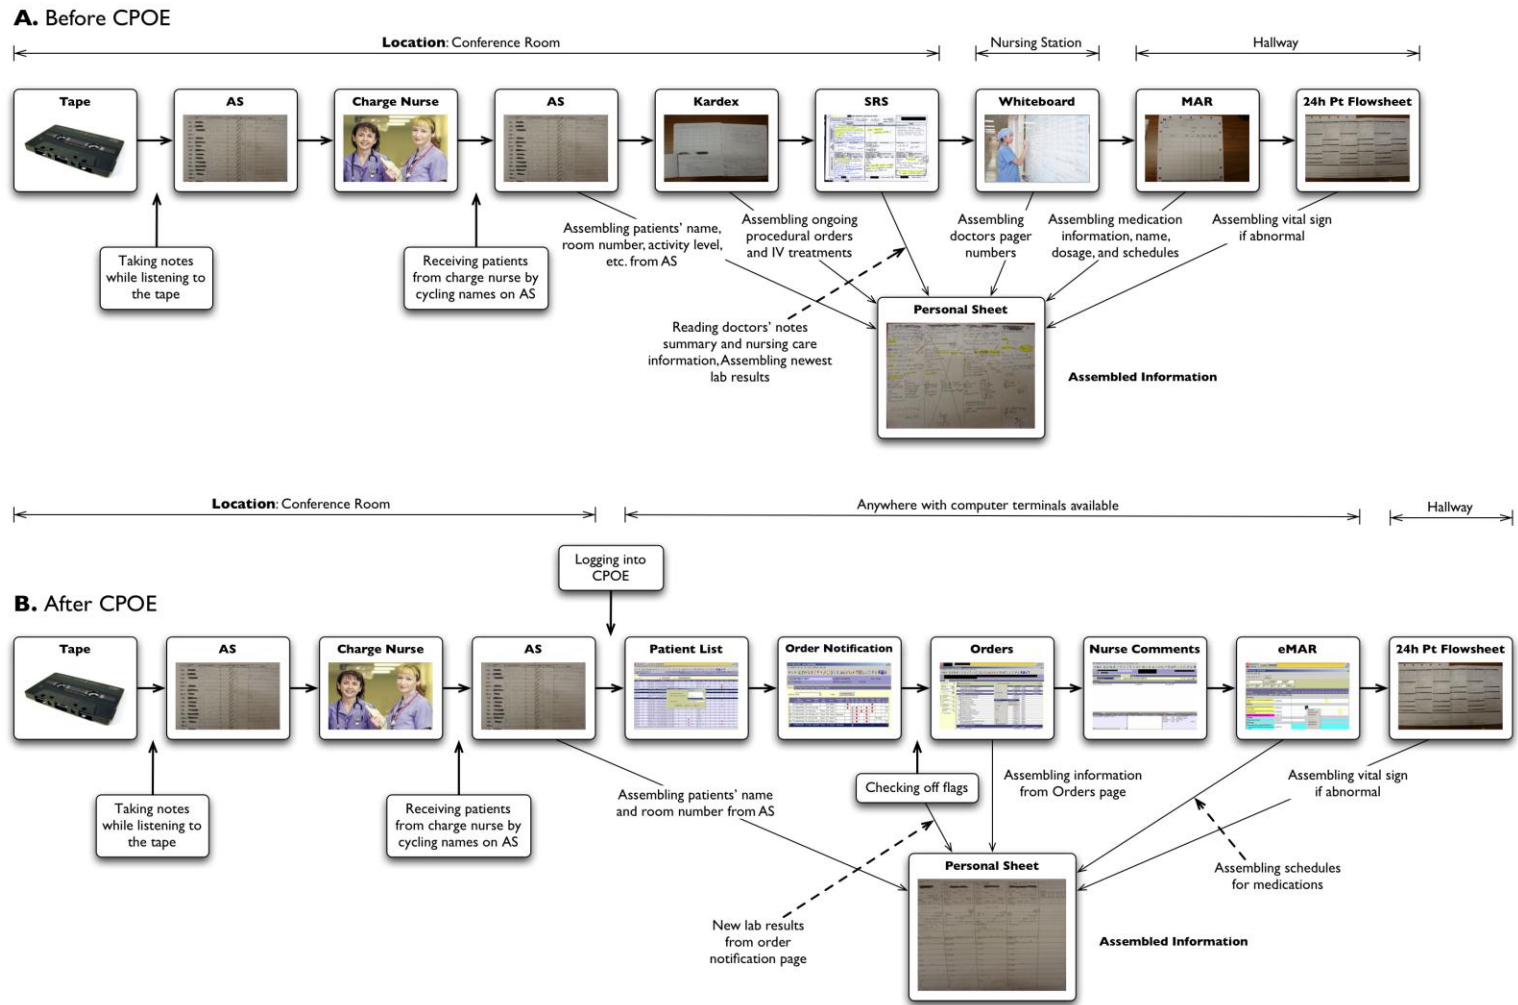 A. Before CPOE
Location: Conference Room
Nursing Station
Hallway
Tape
AS
Charge Nurse
AS
Kardex
SRS
Whiteboard
MAR
24h Pt Flowsheet
Taking notes
while listening to
the tape
Receiving patients
from charge nurse by
cycling names on AS
Assembling patients' name,
room number, activity level,
etc. from AS
Assembling ongoing
procedural orders
and IV treatments
Assembling
doctors pager
numbers
Assembling medication
information, name,
dosage, and schedules
Assembling vital sign
if abnormal
Reading doctors' notes
summary and nursing care
information, Assembling newest
lab results
Personal Sheet
Assembled Information
Location: Conference Room
Anywhere with computer terminals available
Hallway
Logging into
CPOE
B. After CPOE
Tape
AS
Charge Nurse
AS
Patient List
Order Notification
Orders
Nurse Comments
eMAR
24h Pt Flowsheet
Taking notes
while listening to
the tape
Receiving patients
from charge nurse by
cycling names on AS
Assembling patients' name
and room number from AS
Checking off flags
Assembling information
from Orders page
Assembling vital sign
if abnormal
Assembling schedules
for medications
New lab results
from order
notification page
Personal Sheet
Assembled Information